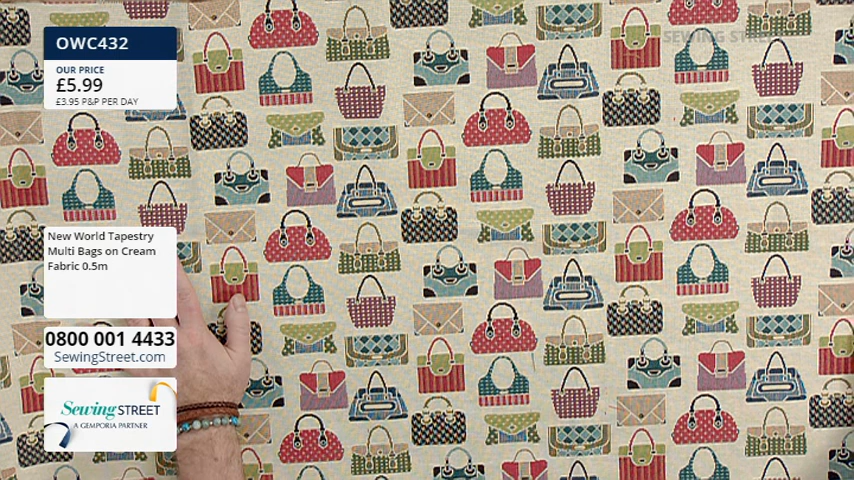 OWC432
OUR PRICE
£5.99
£3.95 P&P PER DAY
SEWING STREET
New World Tapestry
Multi Bags on Cream
Fabric 0.5m
0800 001 4433
SewingStreet.com
Sewing STREET
A GEMPORIA PARTNER